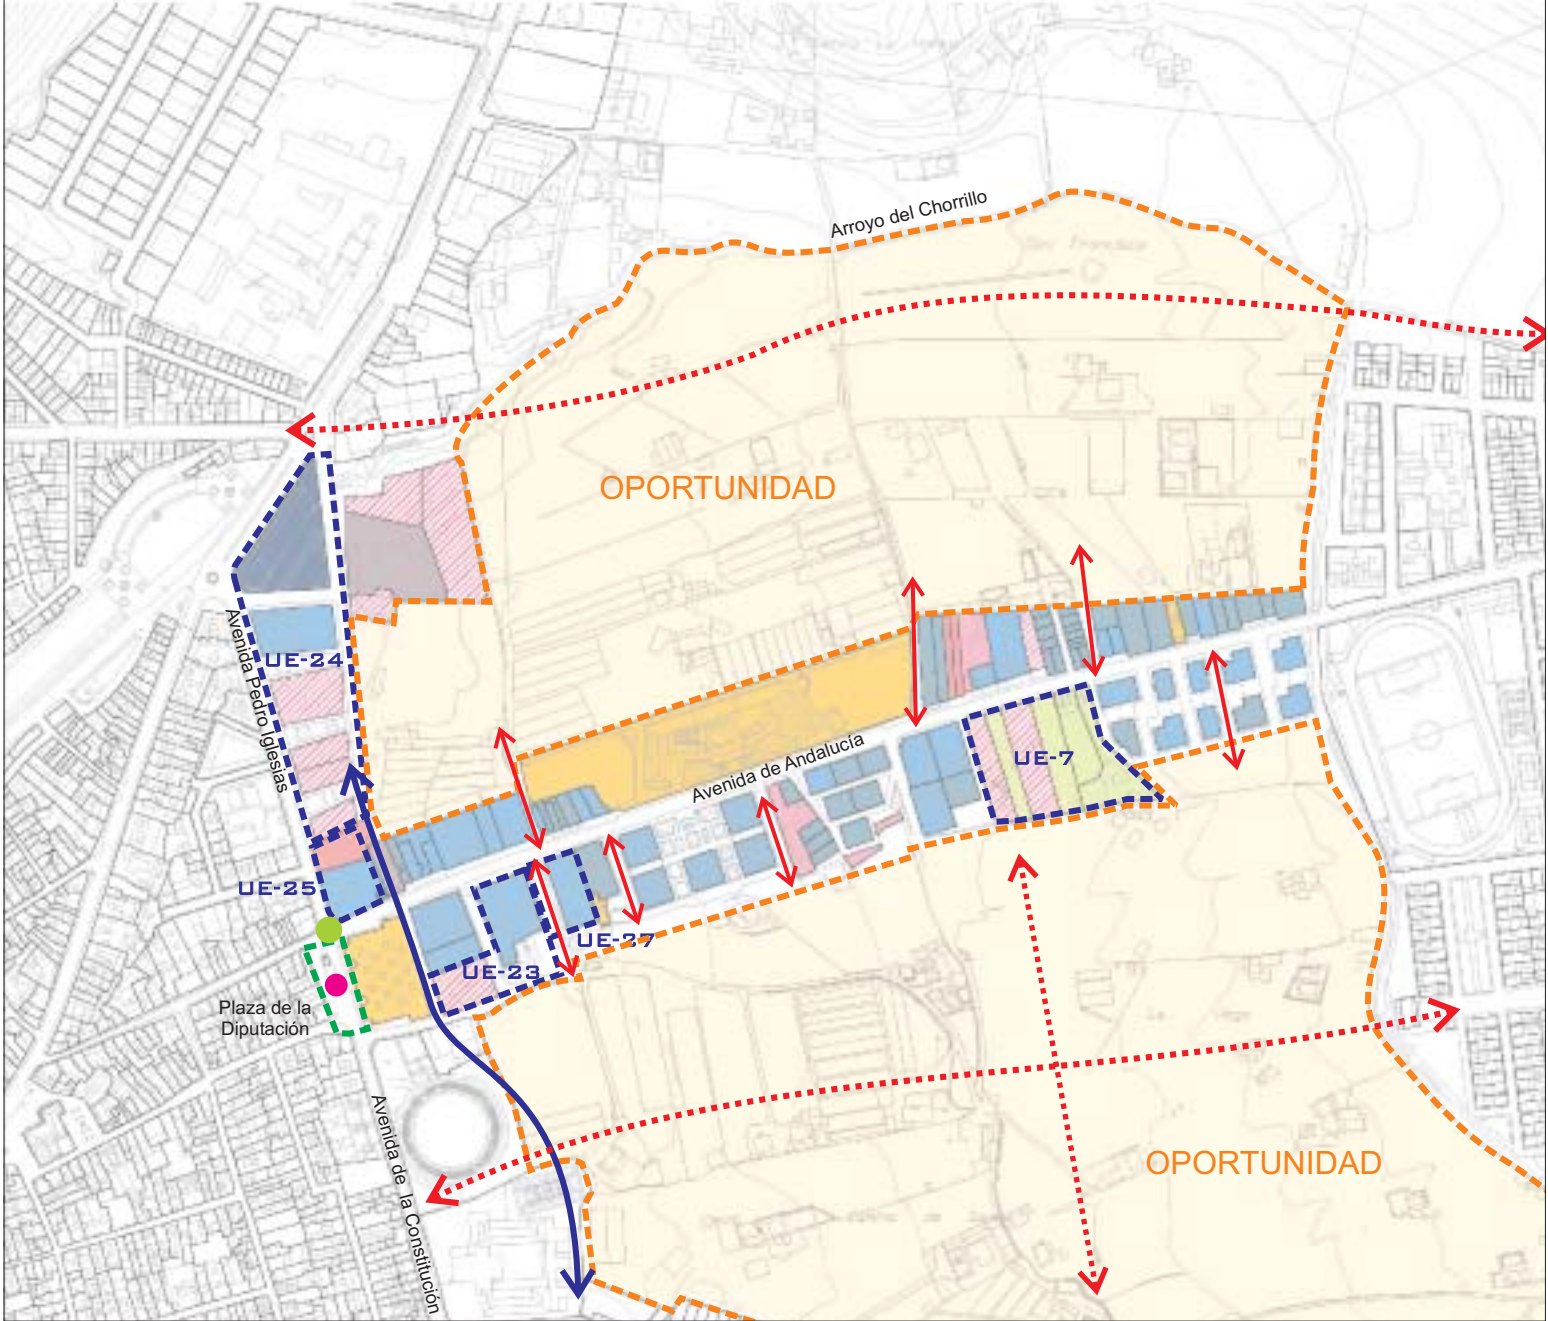 Arroyo del Chorrillo
OPORTUNIDAD
Avenida Pedro Iglesias
UE-24
Avenida de Andalucía
UE-7
UE-25
UE-27
UE-23
Plaza de la
Diputación
Avenida de la Constitución
OPORTUNIDAD